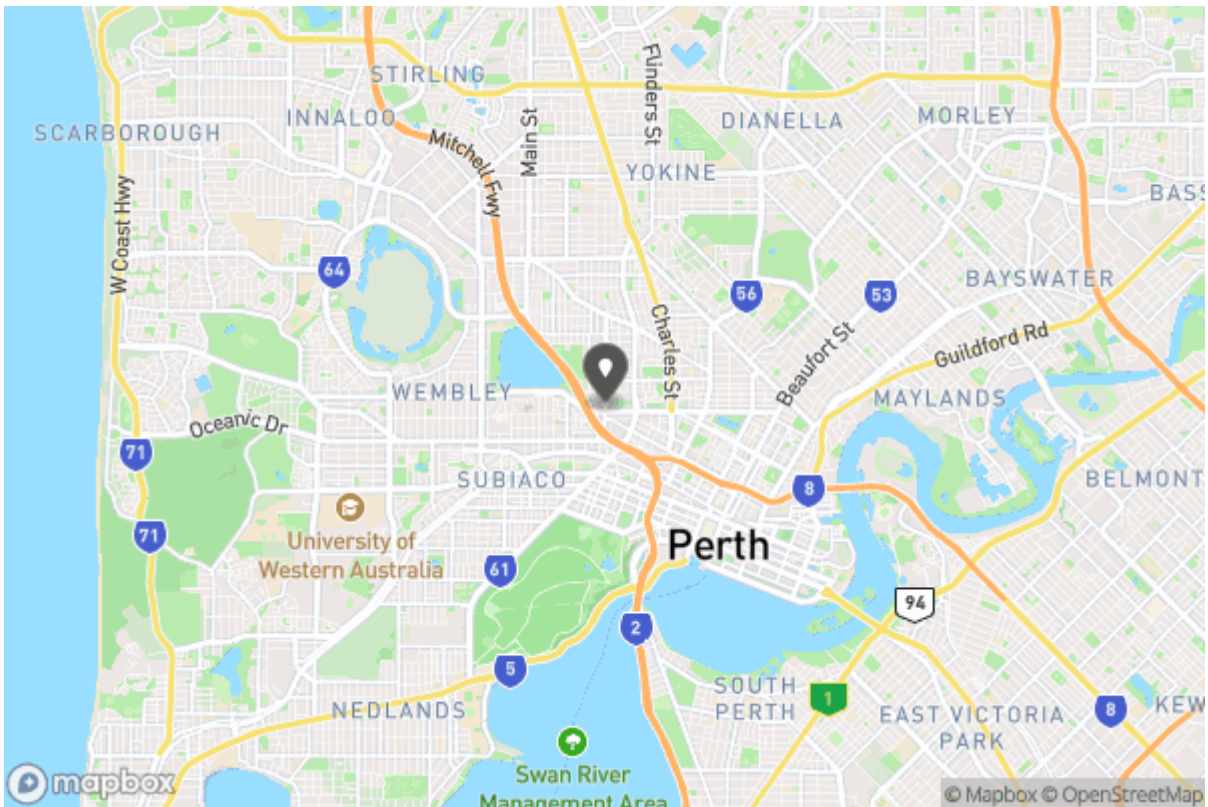 STIRLING
INNALOO
SCARBOROUGH
Mitchell Fwy
Main St
Flinders St
DIANELLA
MORLEY
YOKINE
BASS
W Coast Hwy
64
56
53
BAYSWATER
Charles St
Beaufort St
Guildford Rd
WEMBLEY
MAYLANDS
Oceanic Dr
71
SUBIACO
8
BELMONT
71
University of
Western Australia
Perth
61
94
2
5
SOUTH
PERTH
1
EAST VICTORIA
PARK
8
KEW
NEDLANDS
Swan River
Management Area
mapbox
© Mapbox © OpenStreetMap